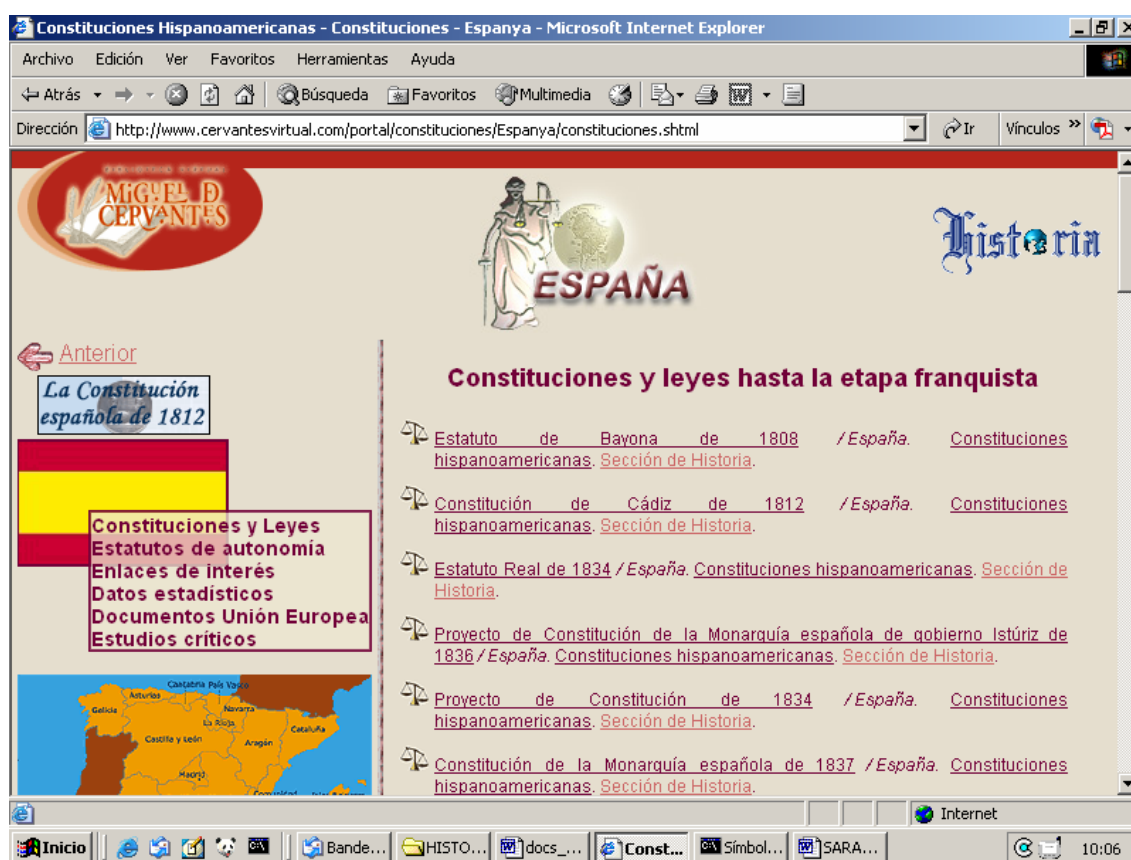 Constituciones Hispanoamericanas - Constituciones - Espanya - Microsoft Internet Explorer
Archivo Edición Ver Favoritos Herramientas Ayuda
Atrás Búsqueda Favoritos Multimedia
Dirección http://www.cervantesvirtual.com/portal/constituciones/Espanya/constituciones.shtml Ir Vínculos »
MIGUEL D
CERVANTES
ESPAÑA
Historia
Anterior
La Constitución
española de 1812
Constituciones y Leyes
Estatutos de autonomía
Enlaces de interés
Datos estadísticos
Documentos Unión Europea
Estudios críticos
Cantabria País Vasco
Asturias
Galicia
Navarra
La Rioja
Cataluña
Castilla y León
Aragón
Madrid
Comunidad
Constituciones y leyes hasta la etapa franquista
Estatuto de Bayona de 1808 / España. Constituciones
hispanoamericanas. Sección de Historia.
Constitución de Cádiz de 1812 / España. Constituciones
hispanoamericanas. Sección de Historia.
Estatuto Real de 1834 / España. Constituciones hispanoamericanas. Sección de
Historia.
Proyecto de Constitución de la Monarquía española de gobierno Istúriz de
1836 / España. Constituciones hispanoamericanas. Sección de Historia.
Proyecto de Constitución de 1834 / España. Constituciones
hispanoamericanas. Sección de Historia.
Constitución de la Monarquía española de 1837 / España. Constituciones
hispanoamericanas. Sección de Historia.
Internet
Inicio Bande... HISTO... docs_... Const... Símbol... SARA... 10:06